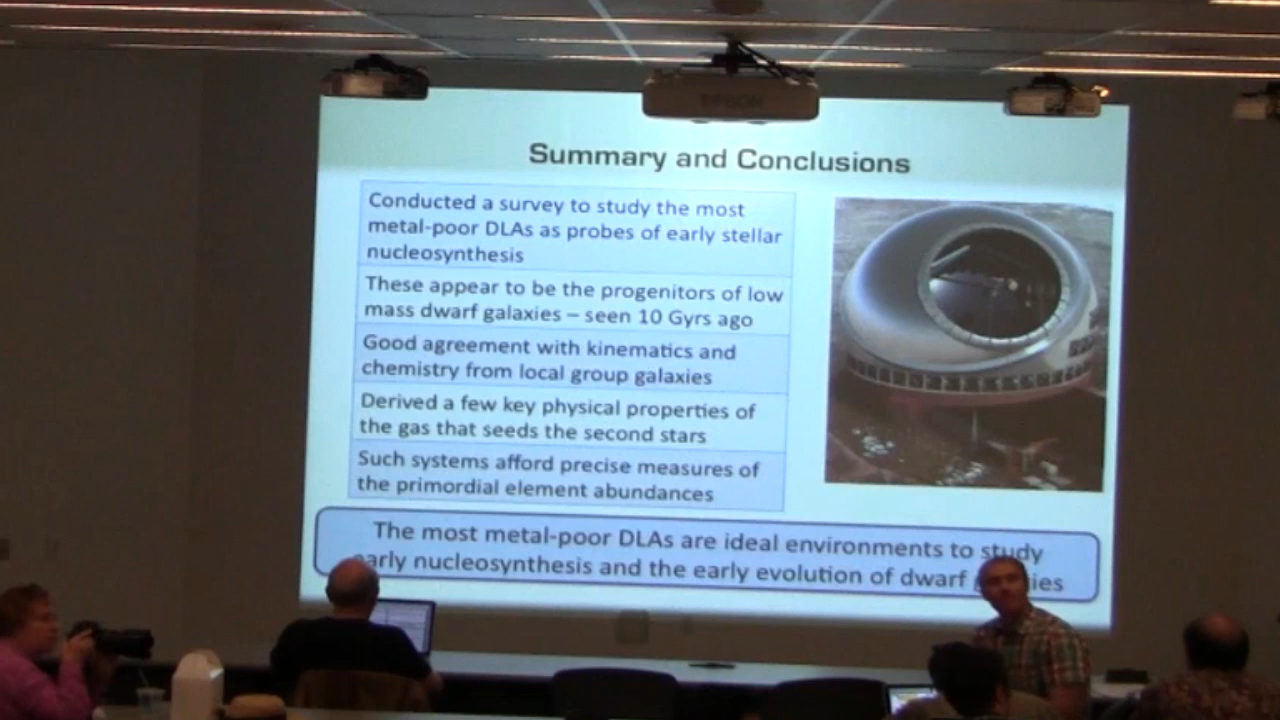 EPSON
Summary and Conclusions
Conducted a survey to study the most
metal-poor DLAs as probes of early stellar
nucleosynthesis
These appear to be the progenitors of low
mass dwarf galaxies – seen 10 Gyrs ago
Good agreement with kinematics and
chemistry from local group galaxies
Derived a few key physical properties of
the gas that seeds the second stars
Such systems afford precise measures of
the primordial element abundances
The most metal-poor DLAs are ideal environments to study
early nucleosynthesis and the early evolution of dwarf galaxies